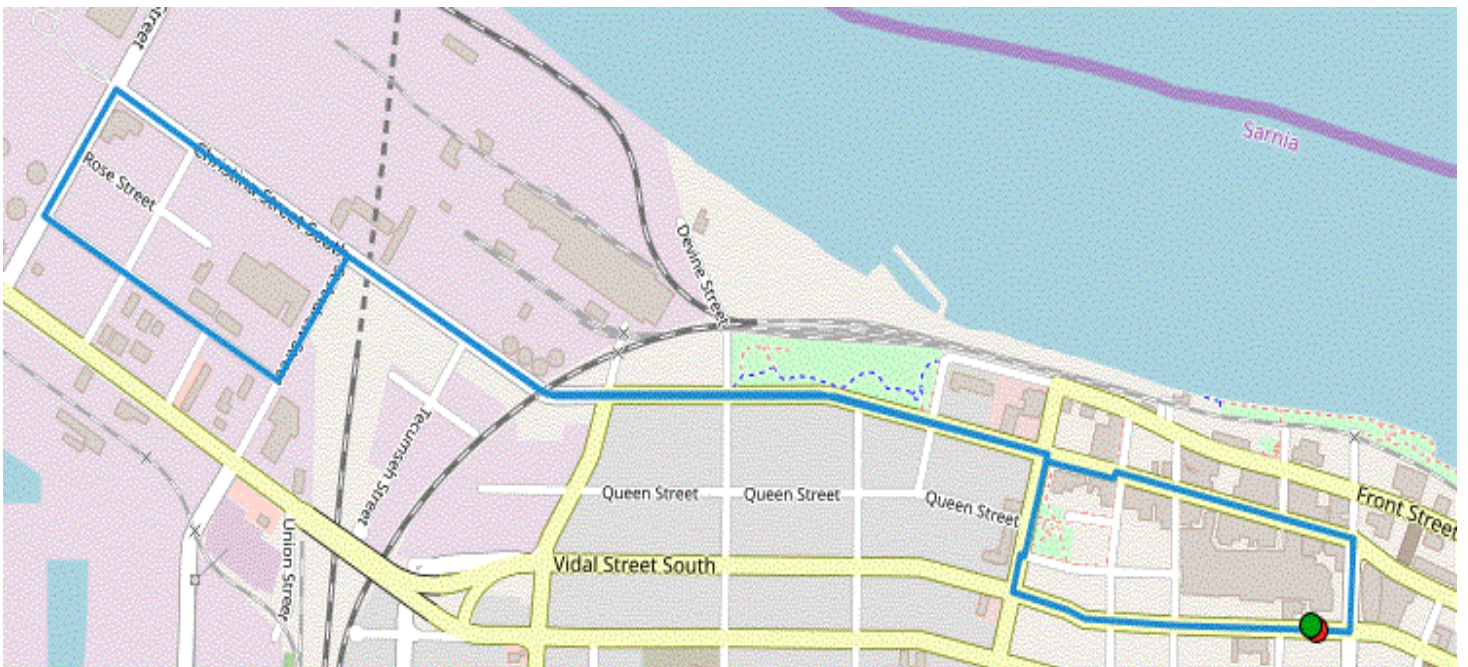 Street
Sarnia
Rose Street
Christina Street South
Devine Street
Tecumseh Street
Queen Street
Queen Street
Queen Street
Front Street
Union Street
Vidal Street South